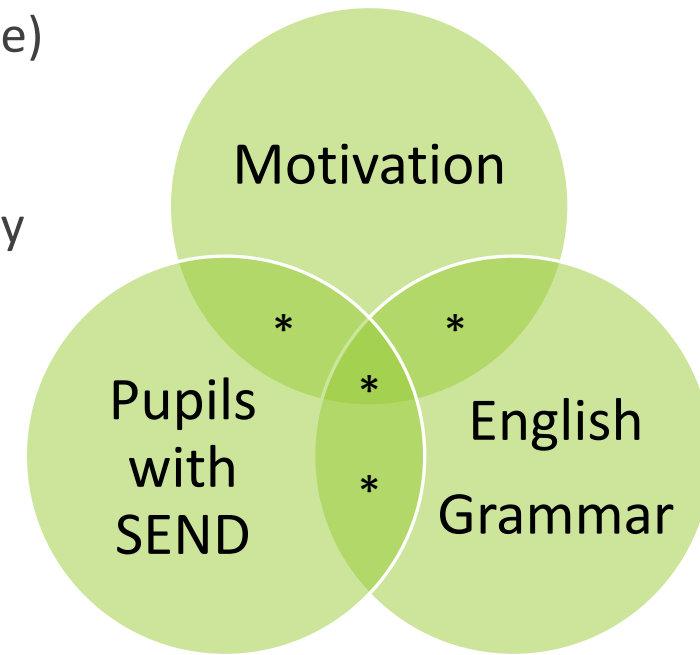 e)
Motivation
y
*
*
*
Pupils
with
SEND
English
Grammar
*